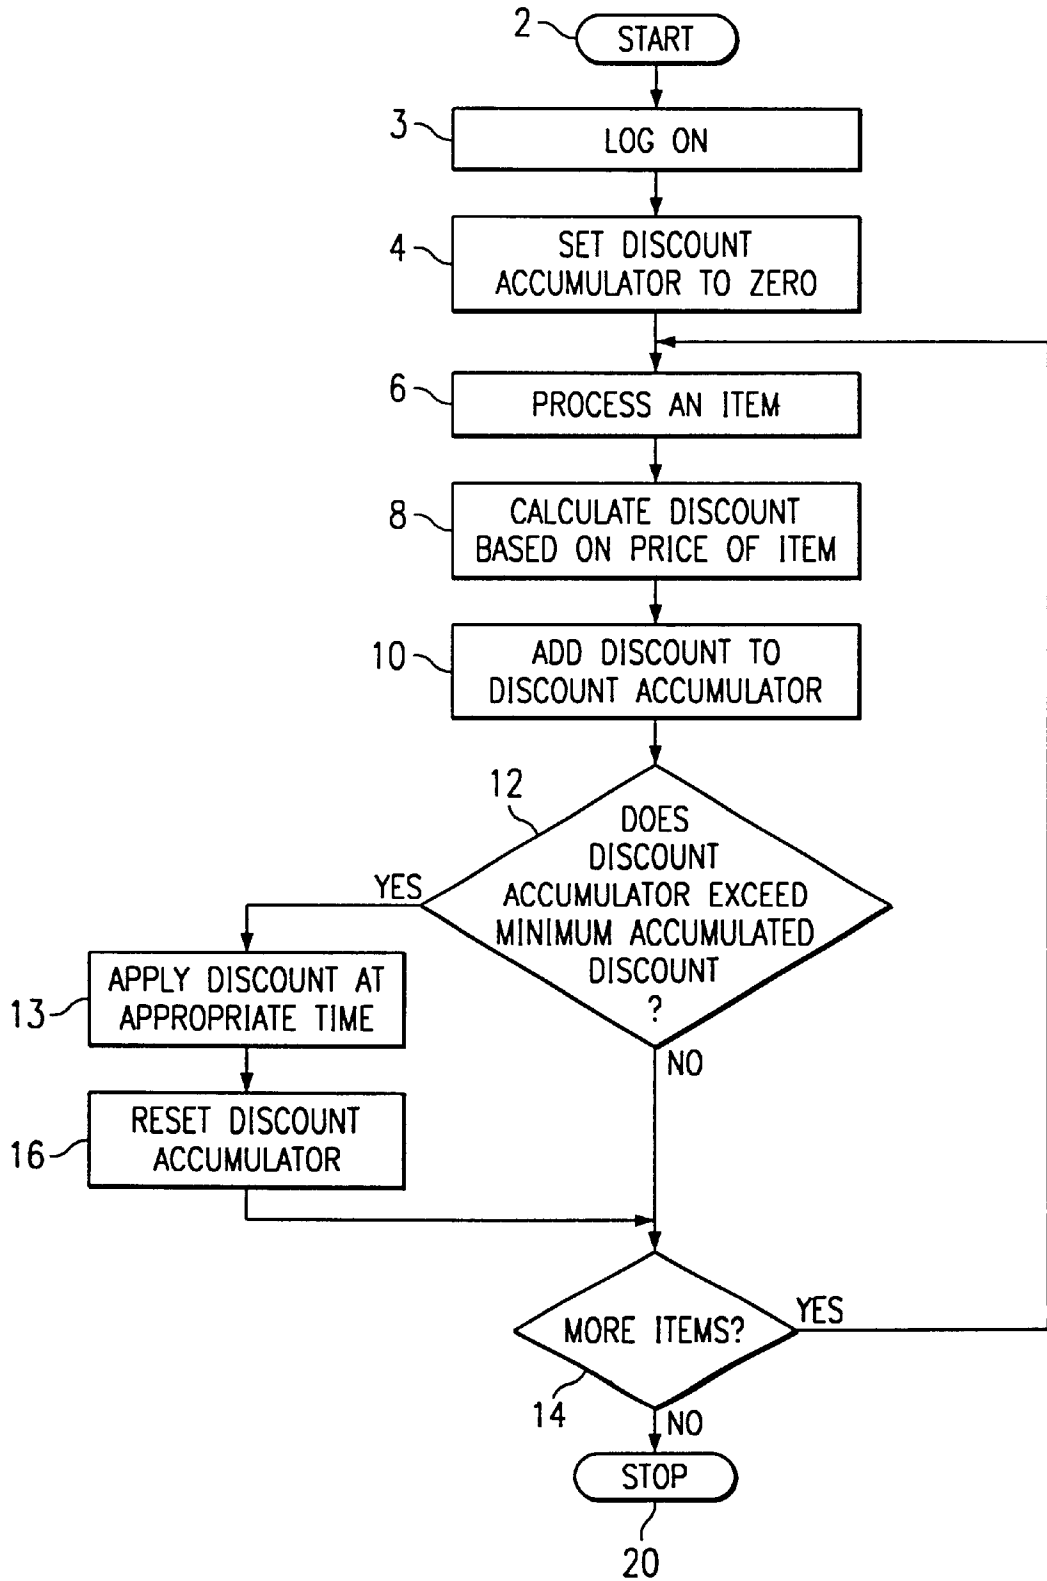 2
START
3
LOG ON
4
SET DISCOUNT
ACCUMULATOR TO ZERO
6
PROCESS AN ITEM
8
CALCULATE DISCOUNT
BASED ON PRICE OF ITEM
10
ADD DISCOUNT TO
DISCOUNT ACCUMULATOR
12
DOES
DISCOUNT
ACCUMULATOR EXCEED
MINIMUM ACCUMULATED
DISCOUNT
?
YES
NO
13
APPLY DISCOUNT AT
APPROPRIATE TIME
16
RESET DISCOUNT
ACCUMULATOR
MORE ITEMS?
YES
14
NO
STOP
20